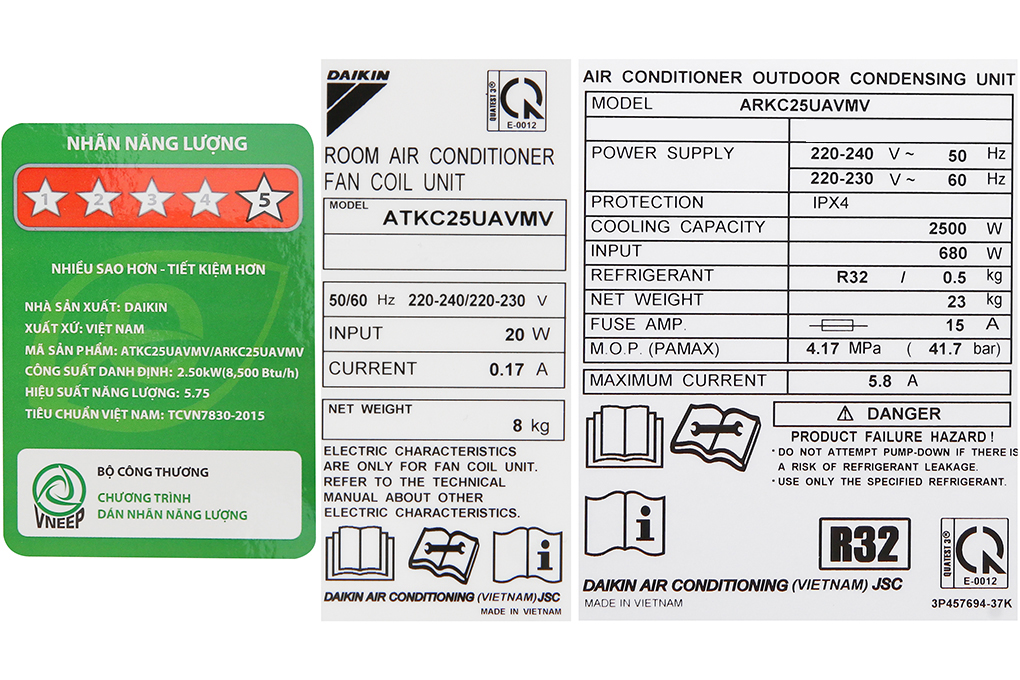 NHÃN NĂNG LƯỢNG
1 2 3 4 5
NHIỀU SAO HƠN - TIẾT KIỆM HƠN
NHÀ SẢN XUẤT: DAIKIN
XUẤT XỨ: VIỆT NAM
MÃ SẢN PHẨM: ATKC25UAVMV/ARKC25UAVMV
CÔNG SUẤT DANH ĐỊNH: 2.50kW(8,500 Btu/h)
HIỆU SUẤT NĂNG LƯỢNG: 5.75
TIÊU CHUẨN VIỆT NAM: TCVN7830-2015
VNEEP
BỘ CÔNG THƯƠNG
CHƯƠNG TRÌNH
DÁN NHÃN NĂNG LƯỢNG
DAIKIN
QUATEST 3®
E-0012
ROOM AIR CONDITIONER
FAN COIL UNIT
MODEL
ATKC25UAVMV
50/60 Hz 220-240/220-230 V
INPUT 20 W
CURRENT 0.17 A
NET WEIGHT
8 kg
ELECTRIC CHARACTERISTICS
ARE ONLY FOR FAN COIL UNIT.
REFER TO THE TECHNICAL
MANUAL ABOUT OTHER
ELECTRIC CHARACTERISTICS.
i
DAIKIN AIR CONDITIONING (VIETNAM) JSC
MADE IN VIETNAM
AIR CONDITIONER OUTDOOR CONDENSING UNIT
MODEL ARKC25UAVMV
POWER SUPPLY 220-240 V ~ 50 Hz
220-230 V ~ 60 Hz
PROTECTION IPX4
COOLING CAPACITY 2500 W
INPUT 680 W
REFRIGERANT R32 / 0.5 kg
NET WEIGHT 23 kg
FUSE AMP. 15 A
M.O.P. (PAMAX) 4.17 MPa ( 41.7 bar)
MAXIMUM CURRENT 5.8 A
⚠ DANGER
PRODUCT FAILURE HAZARD !
・DO NOT ATTEMPT PUMP-DOWN IF THERE IS
A RISK OF REFRIGERANT LEAKAGE.
・USE ONLY THE SPECIFIED REFRIGERANT.
i
R32
QUATEST 3®
E-0012
DAIKIN AIR CONDITIONING (VIETNAM) JSC
MADE IN VIETNAM
3P457694-37K